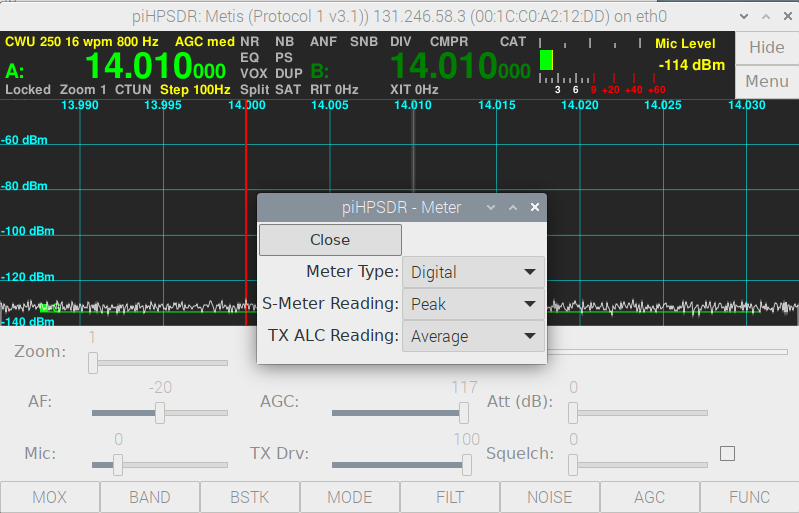 piHPSDR: Metis (Protocol 1 v3.1)) 131.246.58.3 (00:1C:C0:A2:12:DD) on eth0
CWU 250 16 wpm 800 Hz AGC med NR NB ANF SNB DIV CMPR CAT Mic Level Hide
EQ PS
A: 14.010000 VOX DUP B: 14.010000 -114 dBm
Locked Zoom 1 CTUN Step 100Hz Split SAT RIT 0Hz XIT 0Hz 3 6 9 +20 +40 +60 Menu
13.990 13.995 14.000 14.005 14.010 14.015 14.020 14.025 14.030
-60 dBm
-80 dBm
-100 dBm
-120 dBm
-140 dBm
piHPSDR - Meter
Close
Meter Type: Digital
S-Meter Reading: Peak
TX ALC Reading: Average
Zoom: 1
AF: -20 AGC: 117 Att (dB): 0
Mic: 0 TX Drv: 100 Squelch: 0
MOX BAND BSTK MODE FILT NOISE AGC FUNC